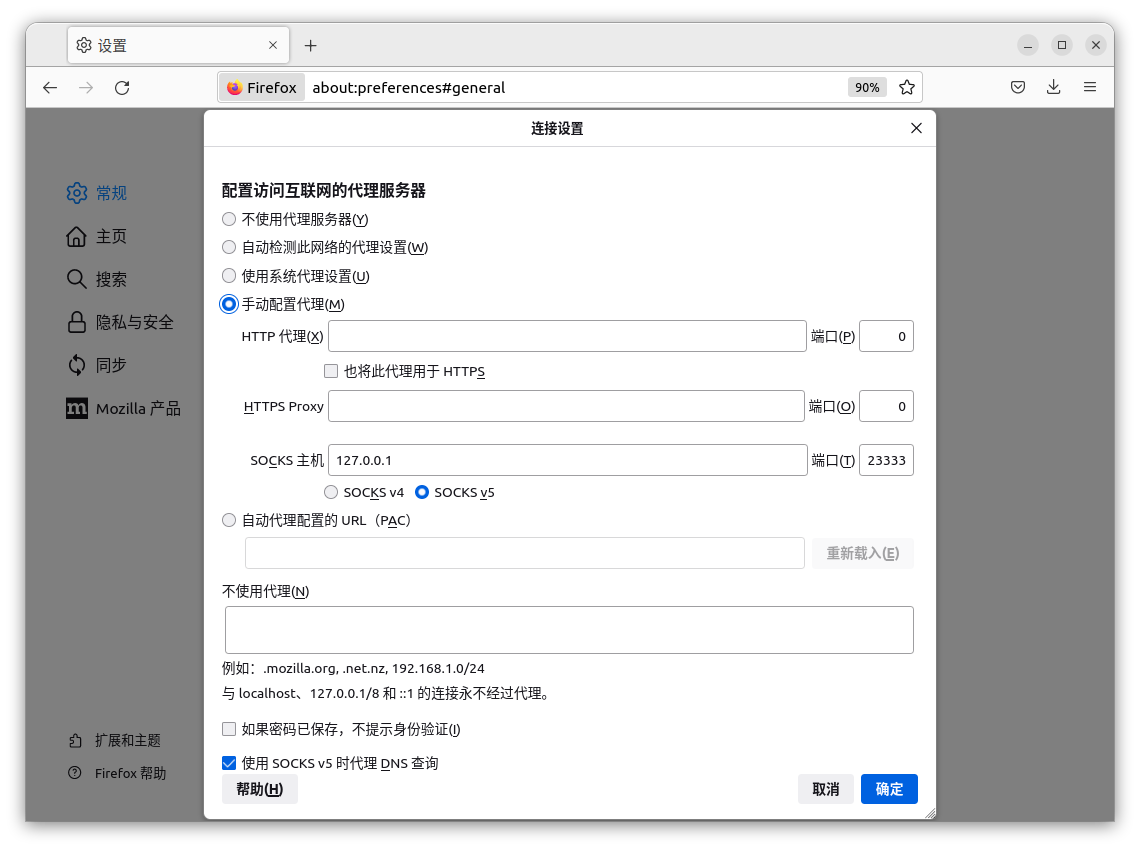 设置
Firefox about:preferences#general 90%
连接设置
常规
主页
搜索
隐私与安全
同步
m Mozilla 产品
扩展和主题
Firefox 帮助
配置访问互联网的代理服务器
不使用代理服务器(Y)
自动检测此网络的代理设置(W)
使用系统代理设置(U)
手动配置代理(M)
HTTP 代理(X) 端口(P) 0
也将此代理用于 HTTPS
HTTPS Proxy 端口(O) 0
SOCKS 主机 127.0.0.1 端口(T) 23333
SOCKS v4 SOCKS v5
自动代理配置的 URL（PAC）
重新载入(E)
不使用代理(N)
例如：.mozilla.org, .net.nz, 192.168.1.0/24
与 localhost、127.0.0.1/8 和 ::1 的连接永不经过代理。
如果密码已保存，不提示身份验证(I)
使用 SOCKS v5 时代理 DNS 查询
帮助(H) 取消 确定